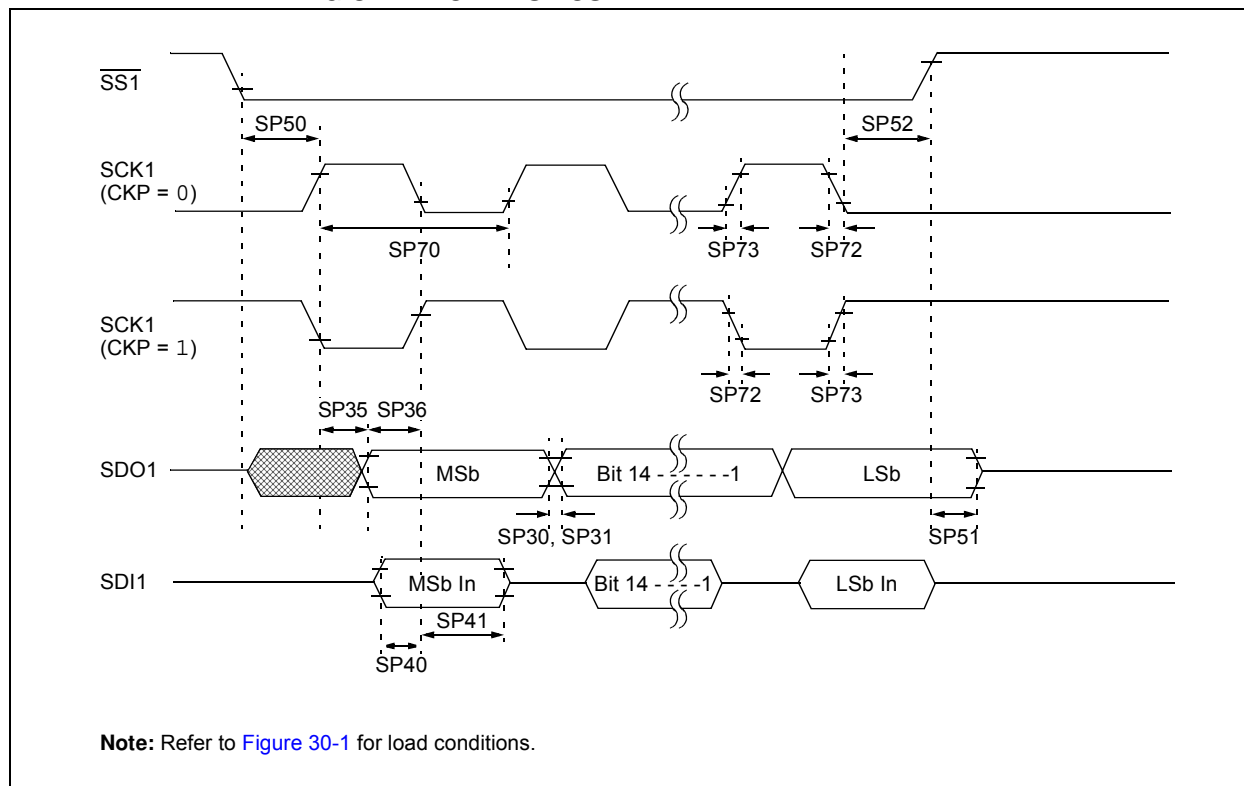 SS1
SP50
SP52
SCK1
(CKP = 0)
SP70
SP73
SP72
SCK1
(CKP = 1)
SP72
SP73
SP35
SP36
SDO1
MSb
Bit 14 - - - - - -1
LSb
SP30, SP31
SP51
SDI1
MSb In
Bit 14 - - - -1
LSb In
SP41
SP40
Note: Refer to Figure 30-1 for load conditions.